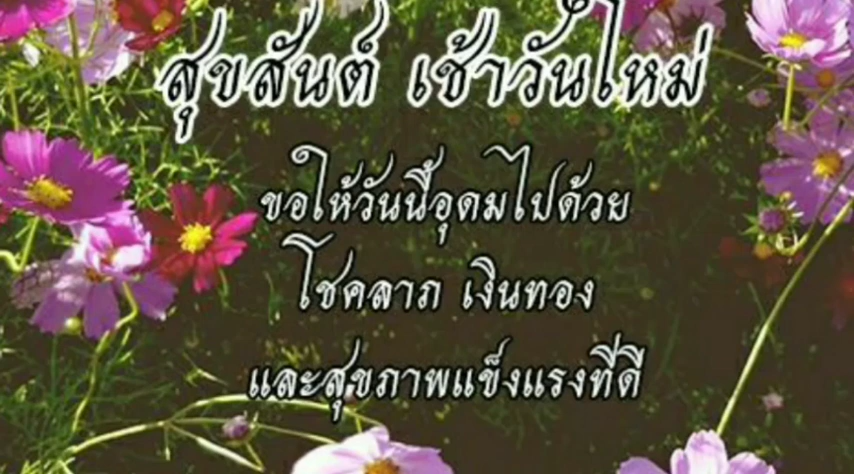 สุขสันต์ เช้าวันใหม่
ขอให้วันนี้อุดมไปด้วย
โชคลาภ เงินทอง
และสุขภาพแข็งแรงที่ดี